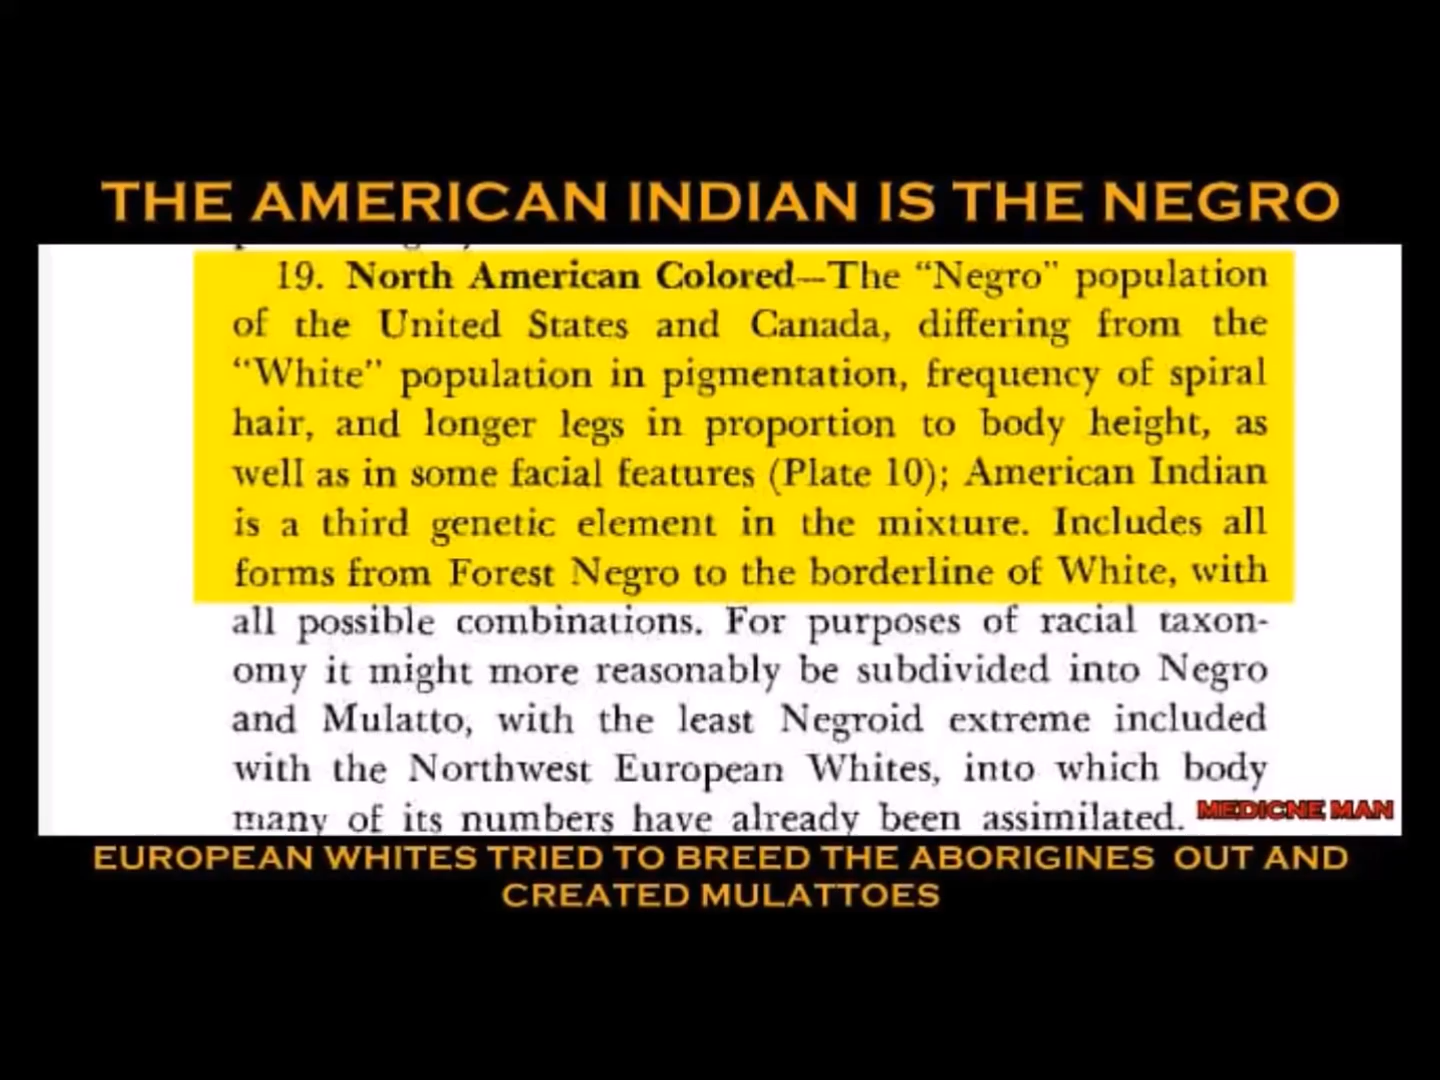 THE AMERICAN INDIAN IS THE NEGRO
19. North American Colored—The “Negro” population
of the United States and Canada, differing from the
“White” population in pigmentation, frequency of spiral
hair, and longer legs in proportion to body height, as
well as in some facial features (Plate 10); American Indian
is a third genetic element in the mixture. Includes all
forms from Forest Negro to the borderline of White, with
all possible combinations. For purposes of racial taxon-
omy it might more reasonably be subdivided into Negro
and Mulatto, with the least Negroid extreme included
with the Northwest European Whites, into which body
many of its numbers have already been assimilated.
MEDICNE MAN
EUROPEAN WHITES TRIED TO BREED THE ABORIGINES OUT AND
CREATED MULATTOES